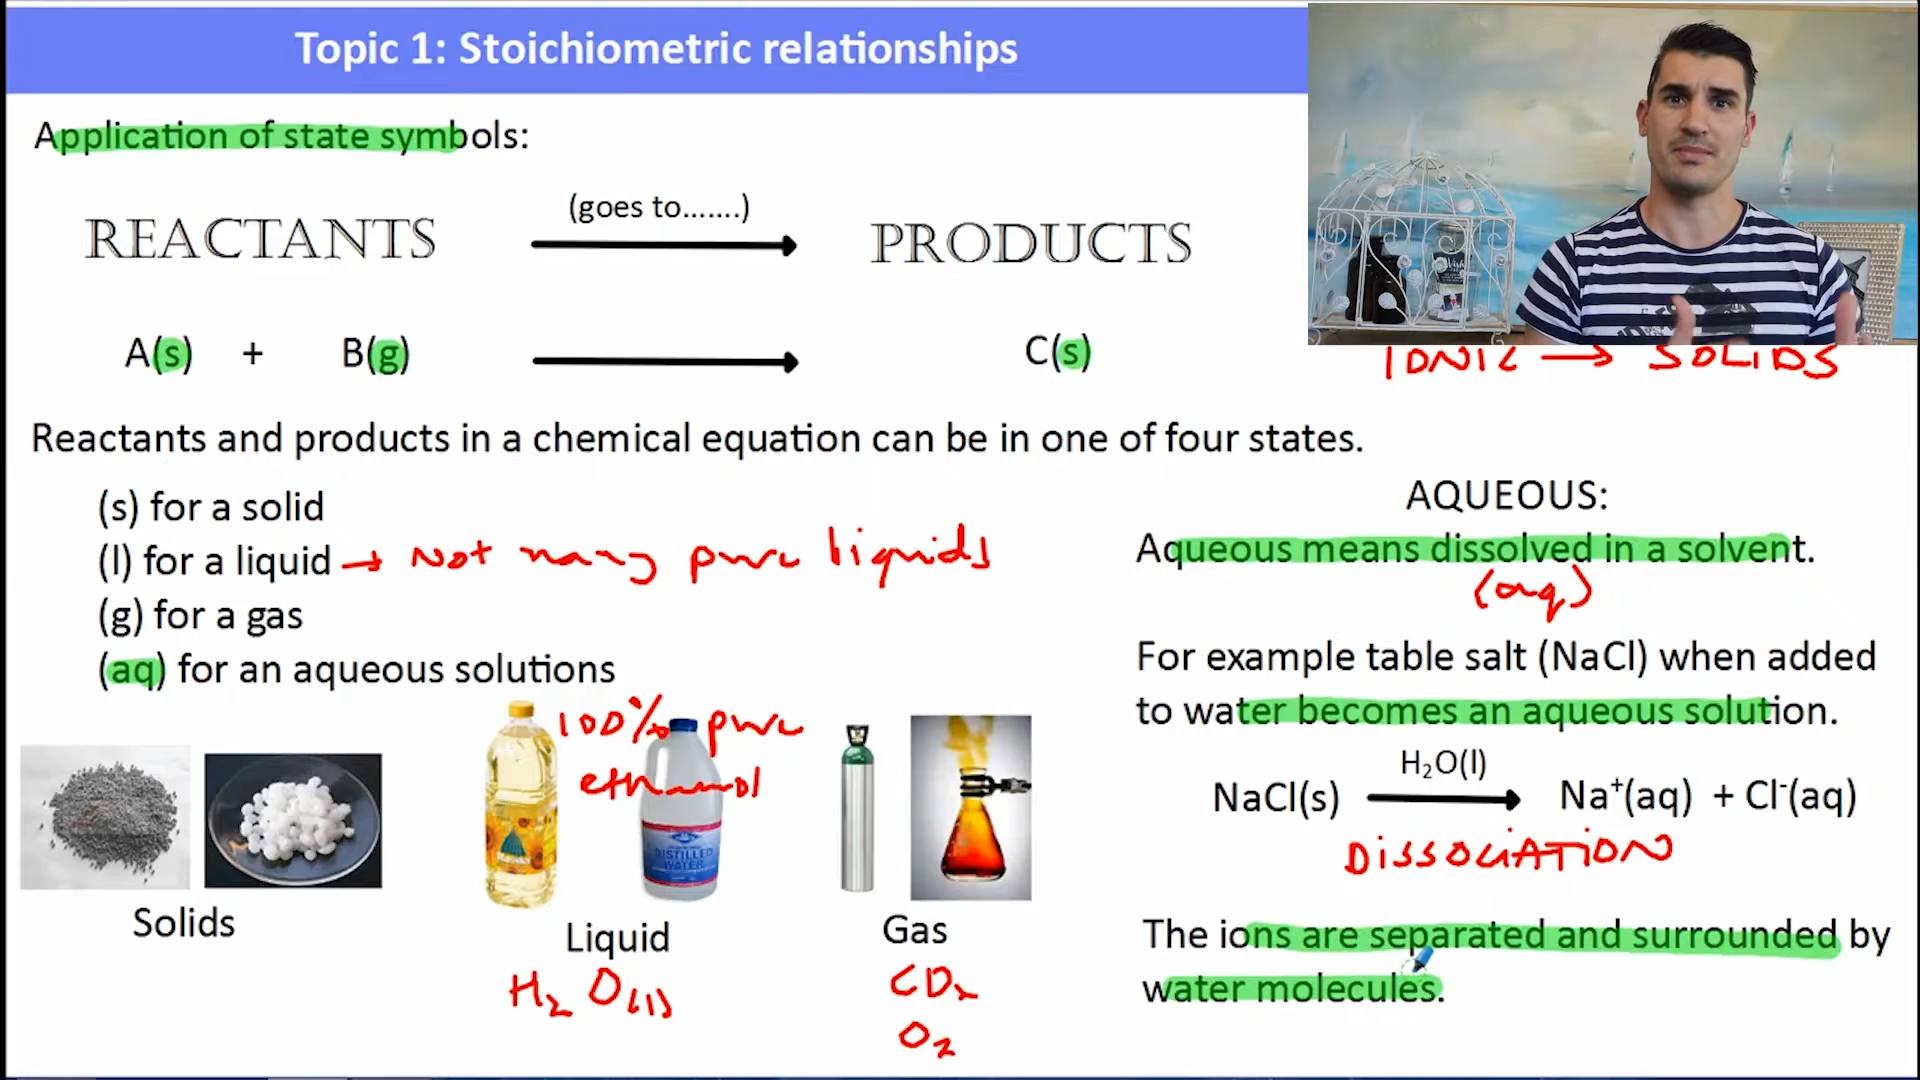 Topic 1: Stoichiometric relationships
Application of state symbols:
(goes to.......)
REACTANTS PRODUCTS
A(s) + B(g) C(s)
IONIC → SOLIDS
Reactants and products in a chemical equation can be in one of four states.
(s) for a solid
(l) for a liquid → Not many pure liquids
(g) for a gas
(aq) for an aqueous solutions
100% pure
ethanol
DISTILLED
WATER
Solids
Liquid
Gas
H2O(l)
CO2
O2
AQUEOUS:
Aqueous means dissolved in a solvent.
(aq)
For example table salt (NaCl) when added
to water becomes an aqueous solution.
H₂O(l)
NaCl(s) Na⁺(aq) + Cl⁻(aq)
DISSOCIATION
The ions are separated and surrounded by
water molecules.